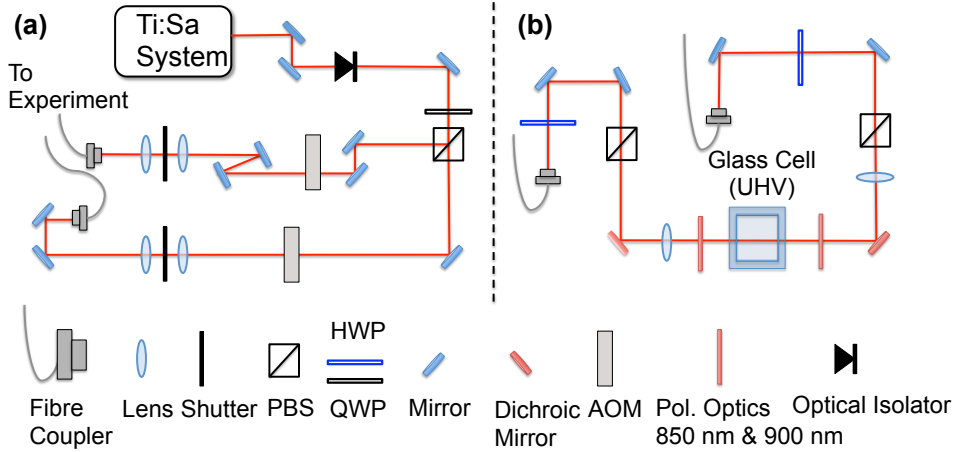 (a)
Ti:Sa
System
To
Experiment
(b)
Glass Cell
(UHV)
HWP
Fibre
Coupler
Lens
Shutter
PBS
QWP
Mirror
Dichroic
Mirror
AOM
Pol. Optics
850 nm & 900 nm
Optical Isolator